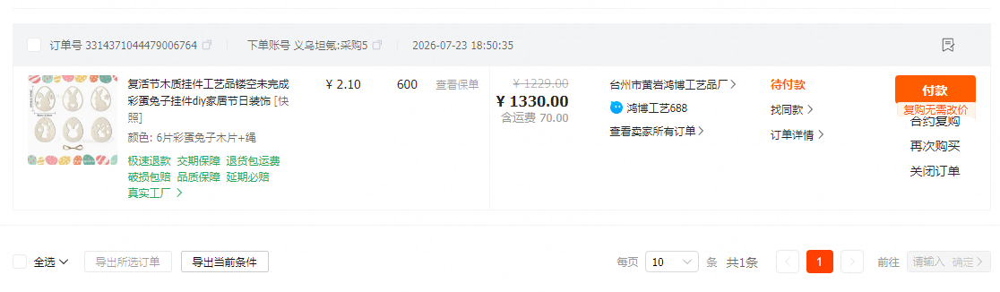 订单号 3314371044479006764
下单账号 义乌坦氪:采购5
2026-07-23 18:50:35
复活节木质挂件工艺品镂空未完成
彩蛋兔子挂件diy家居节日装饰 [快
照]
颜色: 6片彩蛋兔子木片+绳
极速退款 交期保障 退货包运费
破损包赔 品质保障 延期必赔
真实工厂
¥ 2.10
600
查看保单
¥ 1229.00
¥ 1330.00
含运费 70.00
台州市黄岩鸿博工艺品厂
鸿博工艺688
查看卖家所有订单
待付款
找同款
订单详情
付款
复购无需改价
合约复购
再次购买
关闭订单
全选
导出所选订单
导出当前条件
每页 10 条 共1条
1
前往 请输入 确定